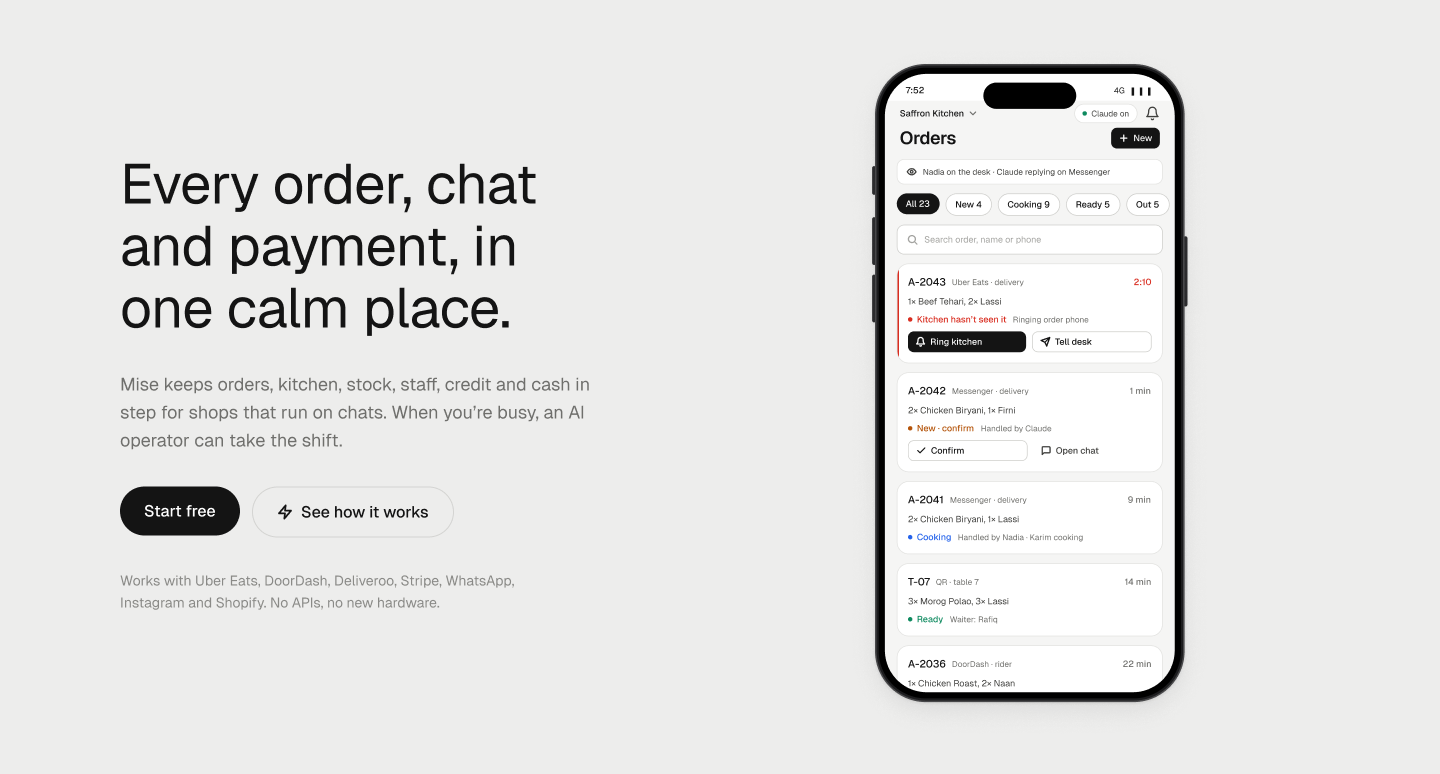 Every order, chat
and payment, in
one calm place.
Mise keeps orders, kitchen, stock, staff, credit and cash in
step for shops that run on chats. When you’re busy, an AI
operator can take the shift.
Start free
See how it works
Works with Uber Eats, DoorDash, Deliveroo, Stripe, WhatsApp,
Instagram and Shopify. No APIs, no new hardware.
7:52 4G
Saffron Kitchen Claude on
Orders New
Nadia on the desk · Claude replying on Messenger
All 23 New 4 Cooking 9 Ready 5 Out 5
Search order, name or phone
A-2043 Uber Eats · delivery 2:10
1× Beef Tehari, 2× Lassi
Kitchen hasn’t seen it Ringing order phone
Ring kitchen Tell desk
A-2042 Messenger · delivery 1 min
2× Chicken Biryani, 1× Firni
New · confirm Handled by Claude
Confirm Open chat
A-2041 Messenger · delivery 9 min
2× Chicken Biryani, 1× Lassi
Cooking Handled by Nadia · Karim cooking
T-07 QR · table 7 14 min
3× Morog Polao, 3× Lassi
Ready Waiter: Rafiq
A-2036 DoorDash · rider 22 min
1× Chicken Roast, 2× Naan